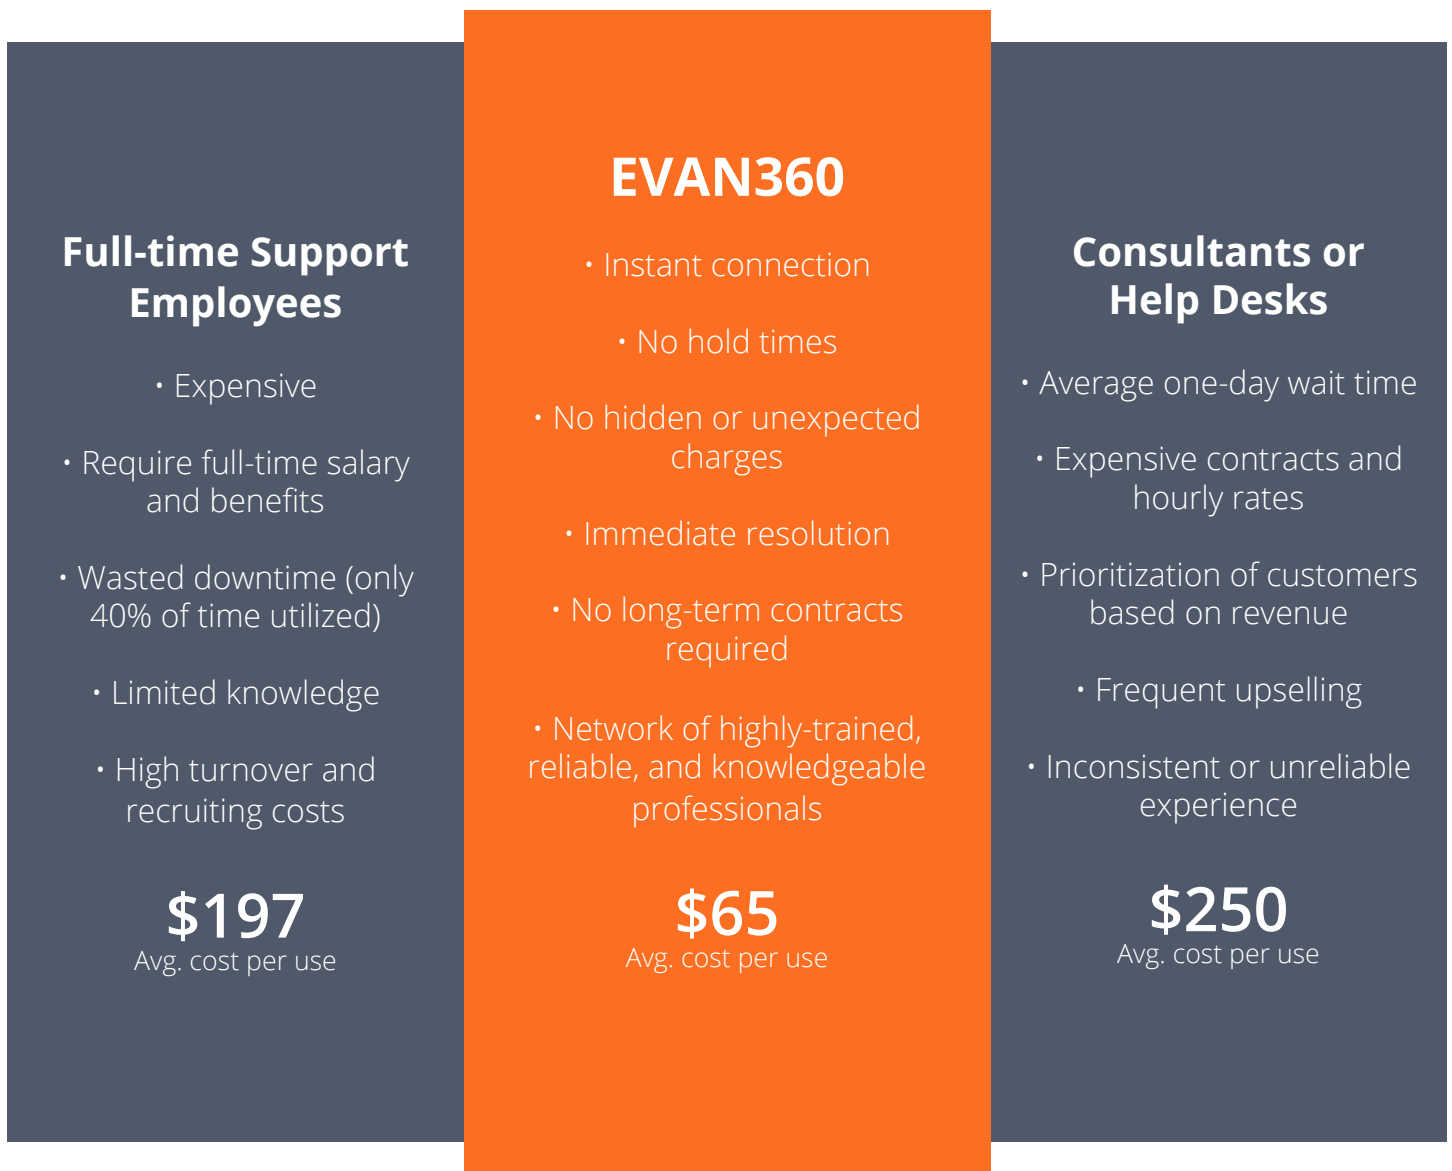 Full-time Support
Employees
• Expensive
• Require full-time salary
and benefits
• Wasted downtime (only
40% of time utilized)
• Limited knowledge
• High turnover and
recruiting costs
$197
Avg. cost per use
EVAN360
• Instant connection
• No hold times
• No hidden or unexpected
charges
• Immediate resolution
• No long-term contracts
required
• Network of highly-trained,
reliable, and knowledgeable
professionals
$65
Avg. cost per use
Consultants or
Help Desks
• Average one-day wait time
• Expensive contracts and
hourly rates
• Prioritization of customers
based on revenue
• Frequent upselling
• Inconsistent or unreliable
experience
$250
Avg. cost per use